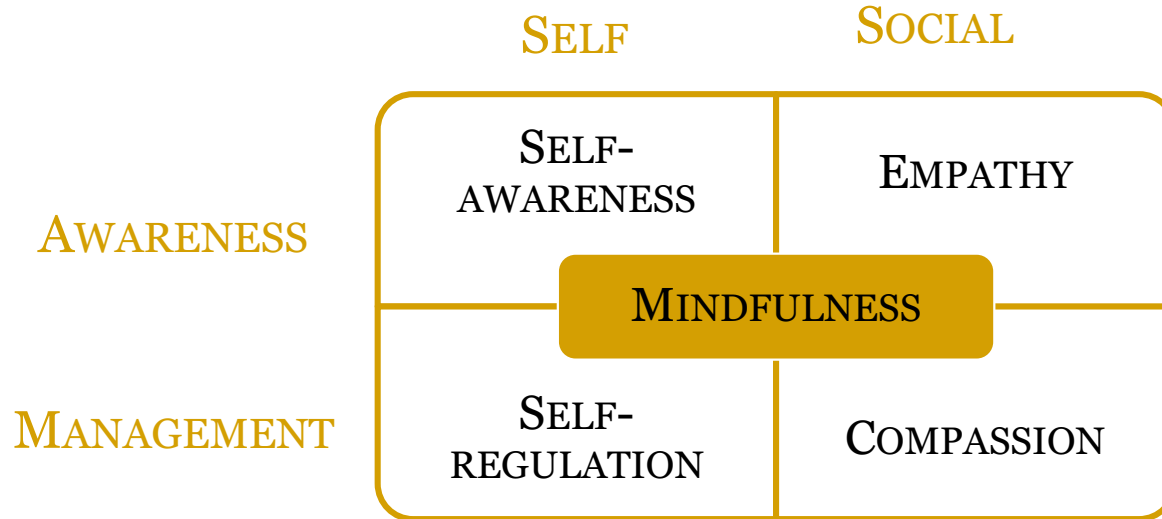 SELF
SOCIAL
SELF-
AWARENESS
EMPATHY
AWARENESS
MINDFULNESS
MANAGEMENT
SELF-
REGULATION
COMPASSION